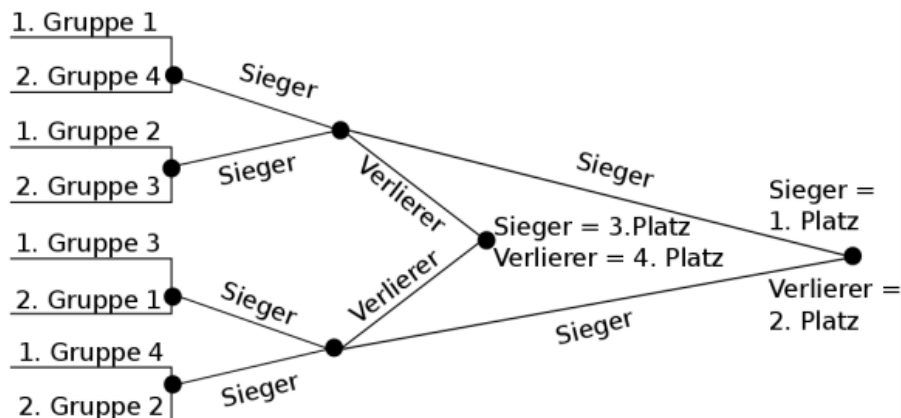 1. Gruppe 1
2. Gruppe 4
Sieger
1. Gruppe 2
2. Gruppe 3
Sieger
Verlierer
Sieger
Sieger =
1. Platz
Sieger = 3.Platz
Verlierer = 4. Platz
1. Gruppe 3
2. Gruppe 1
Sieger
Verlierer
Verlierer =
2. Platz
Sieger
1. Gruppe 4
2. Gruppe 2
Sieger